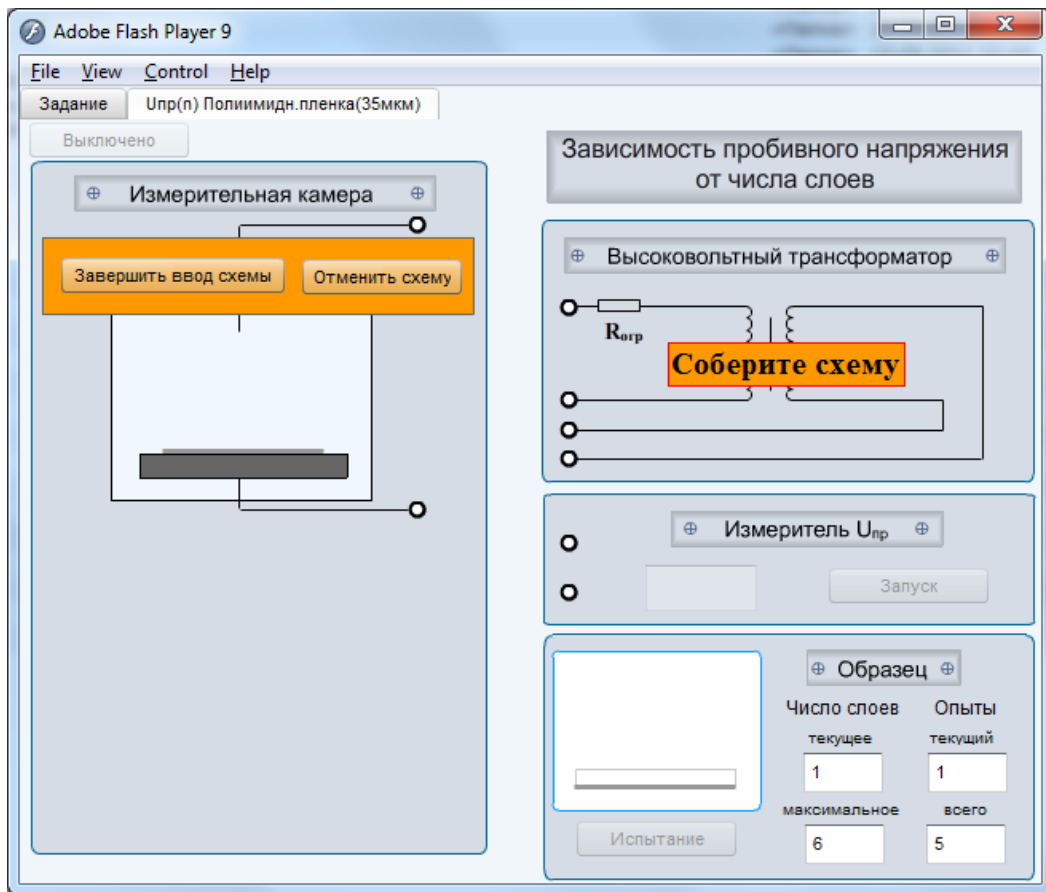 Adobe Flash Player 9
File View Control Help
Задание Uпр(n) Полиимидн.пленка(35мкм)
Выключено
Измерительная камера
Завершить ввод схемы Отменить схему
Зависимость пробивного напряжения
от числа слоев
Высоковольтный трансформатор
Rогр
Соберите схему
Измеритель Uпр
Запуск
Образец
Число слоев Опыты
текущее текущий
1 1
максимальное всего
6 5
Испытание